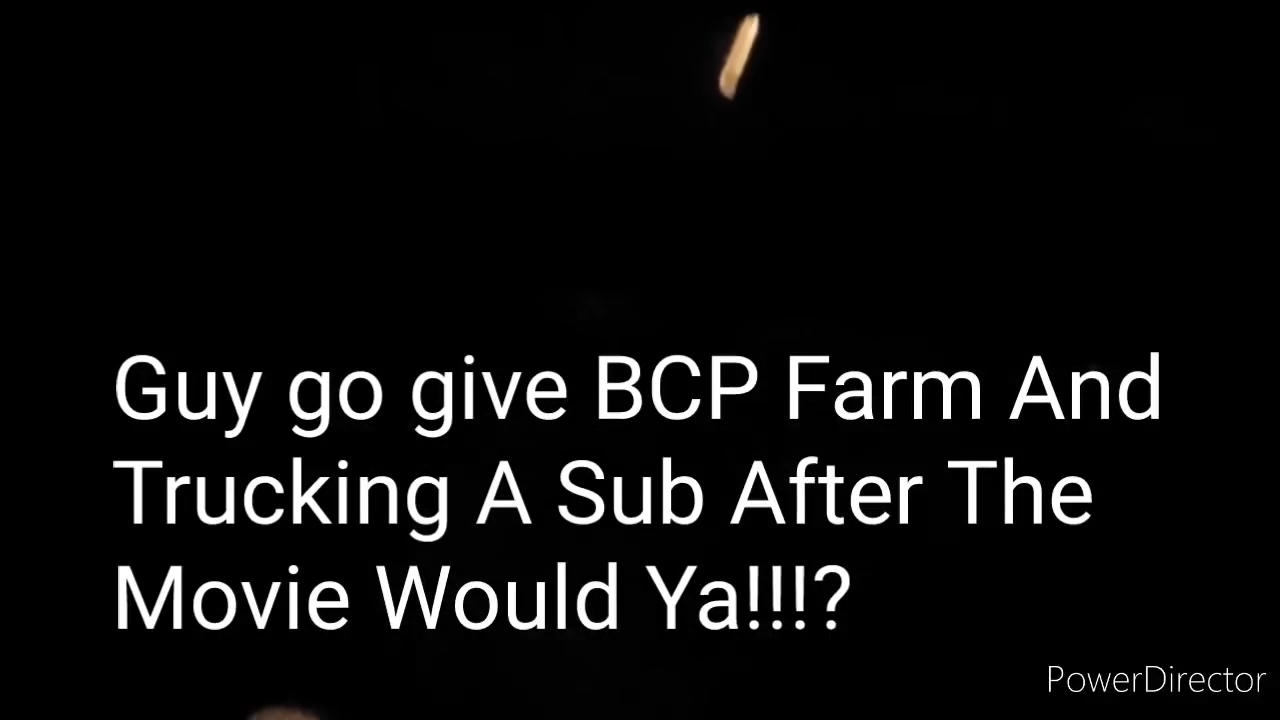 Guy go give BCP Farm And
Trucking A Sub After The
Movie Would Ya!!!?
PowerDirector